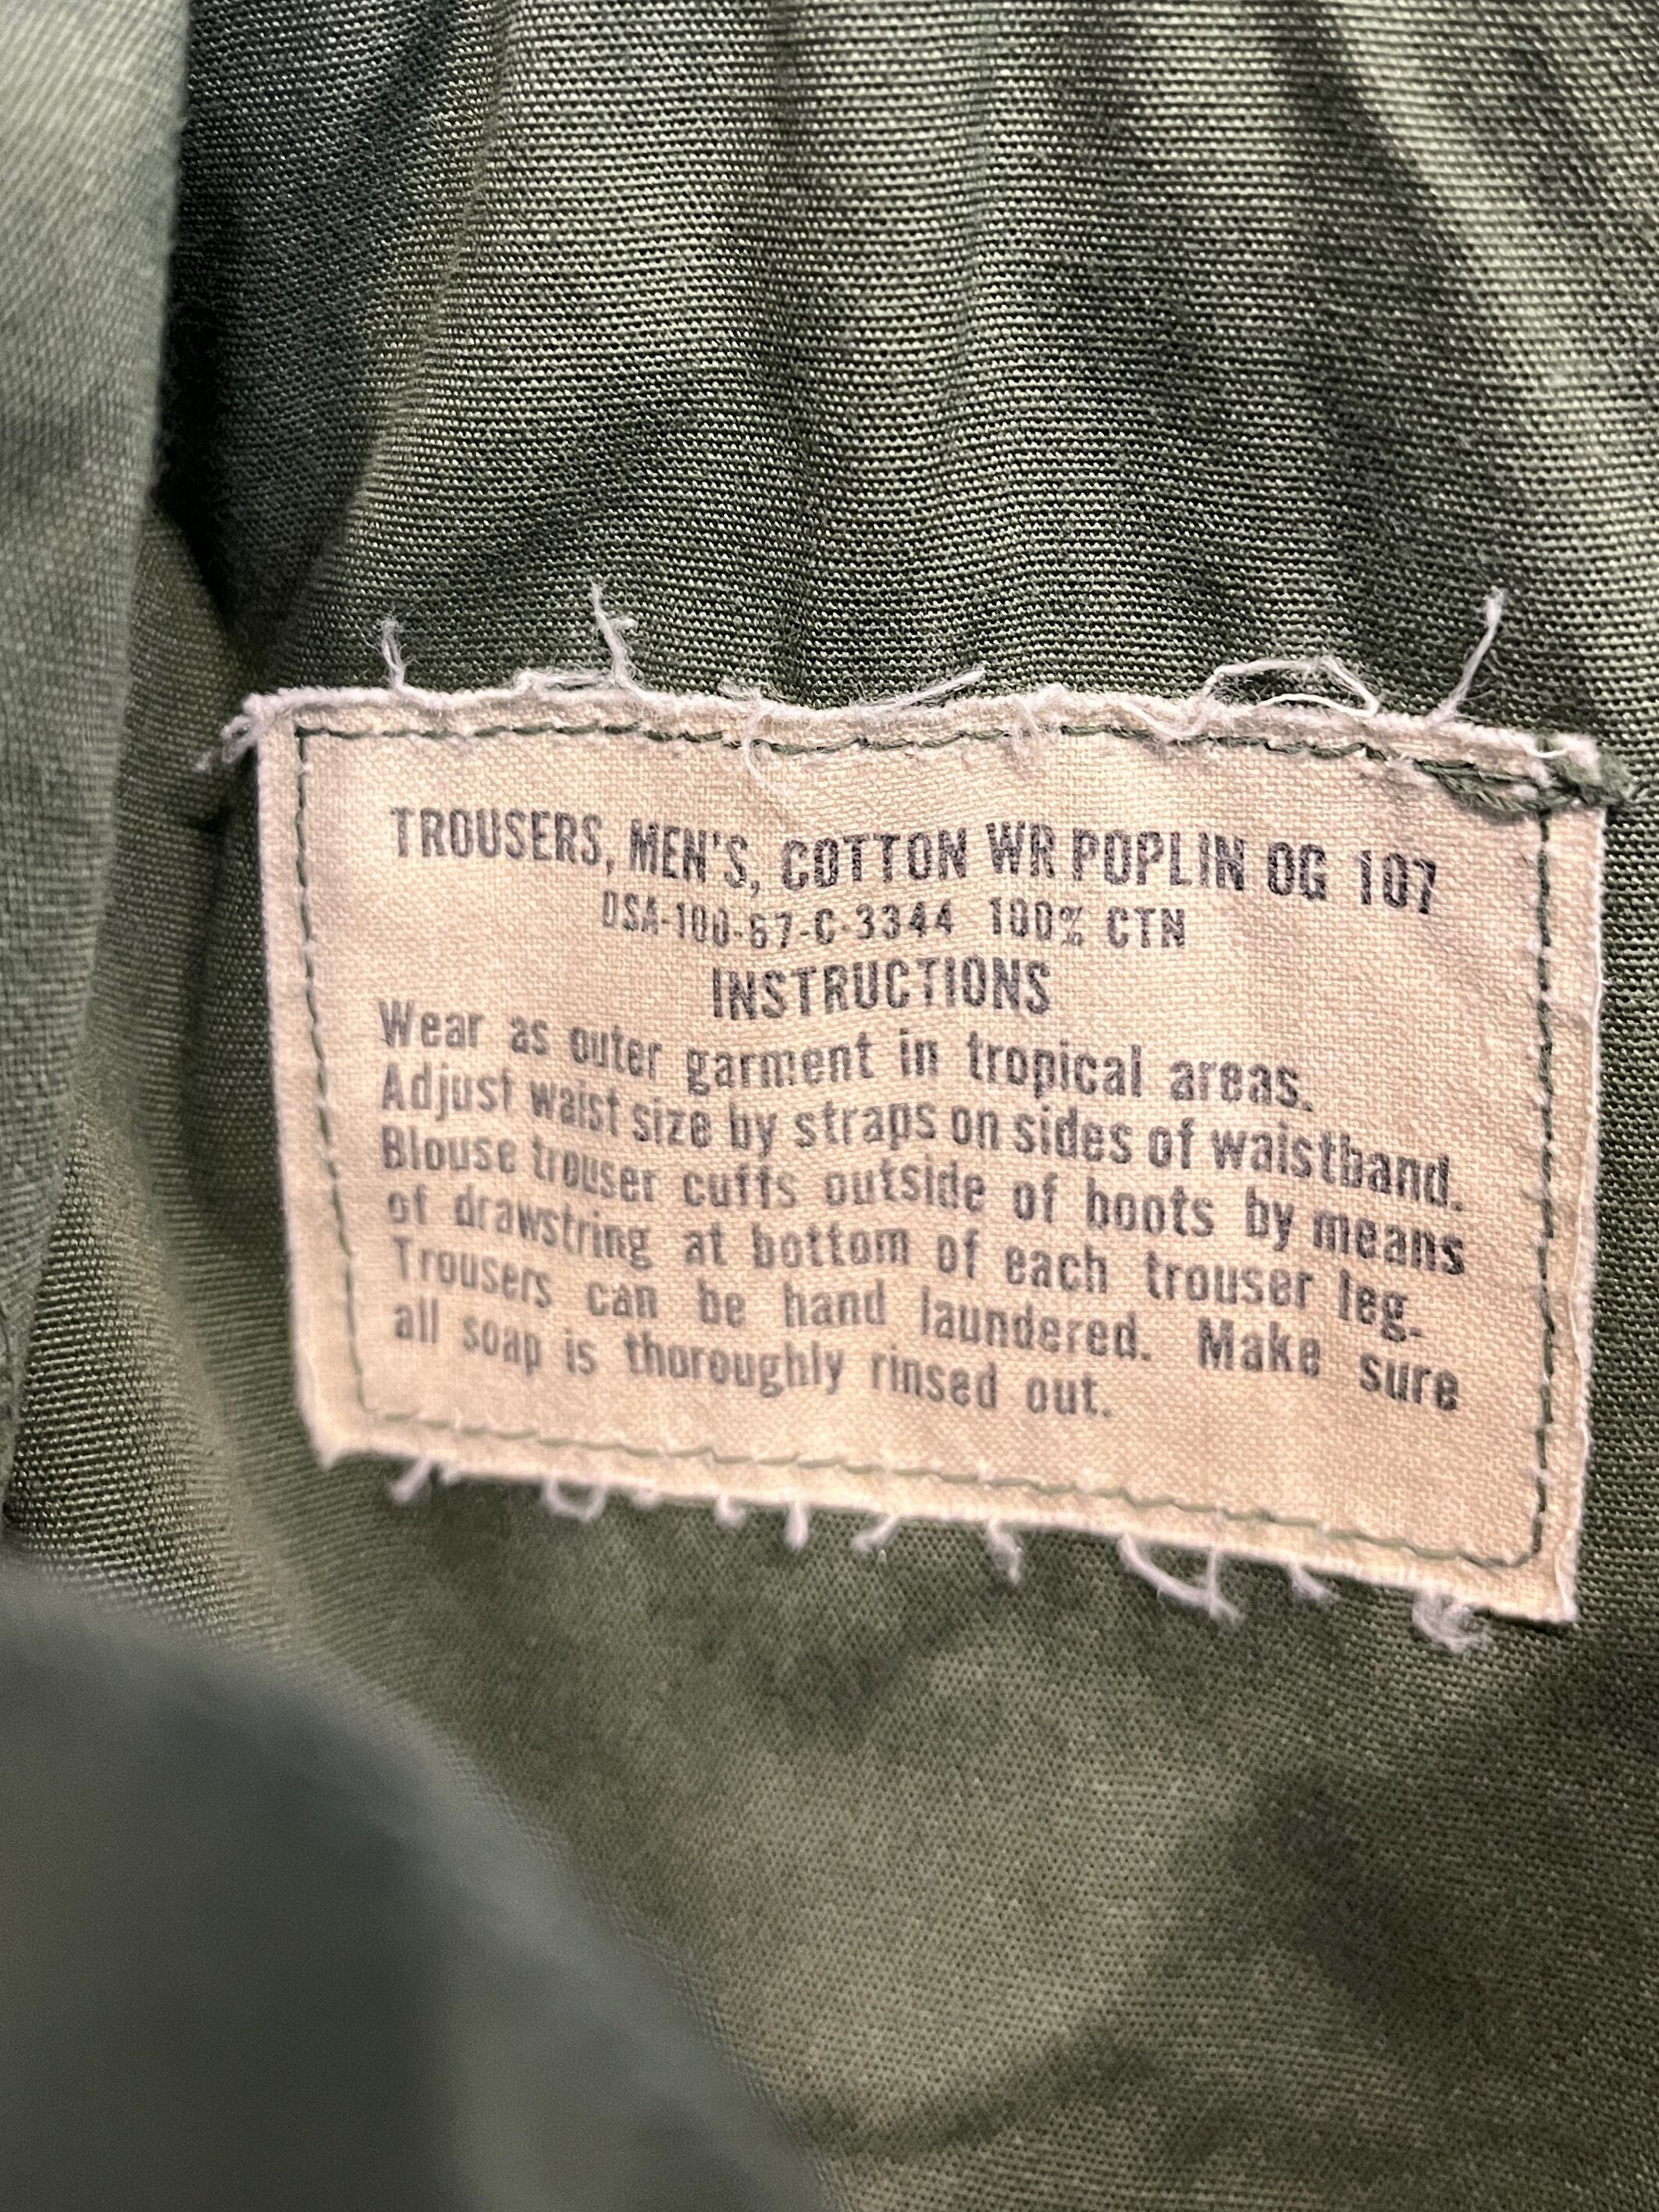 TROUSERS, MEN'S, COTTON WR POPLIN OG 107
DSA-100-67-C-3344 100% CTN
INSTRUCTIONS
Wear as outer garment in tropical areas.
Adjust waist size by straps on sides of waistband.
Blouse trouser cuffs outside of boots by means
of drawstring at bottom of each trouser leg.
Trousers can be hand laundered. Make sure
all soap is thoroughly rinsed out.